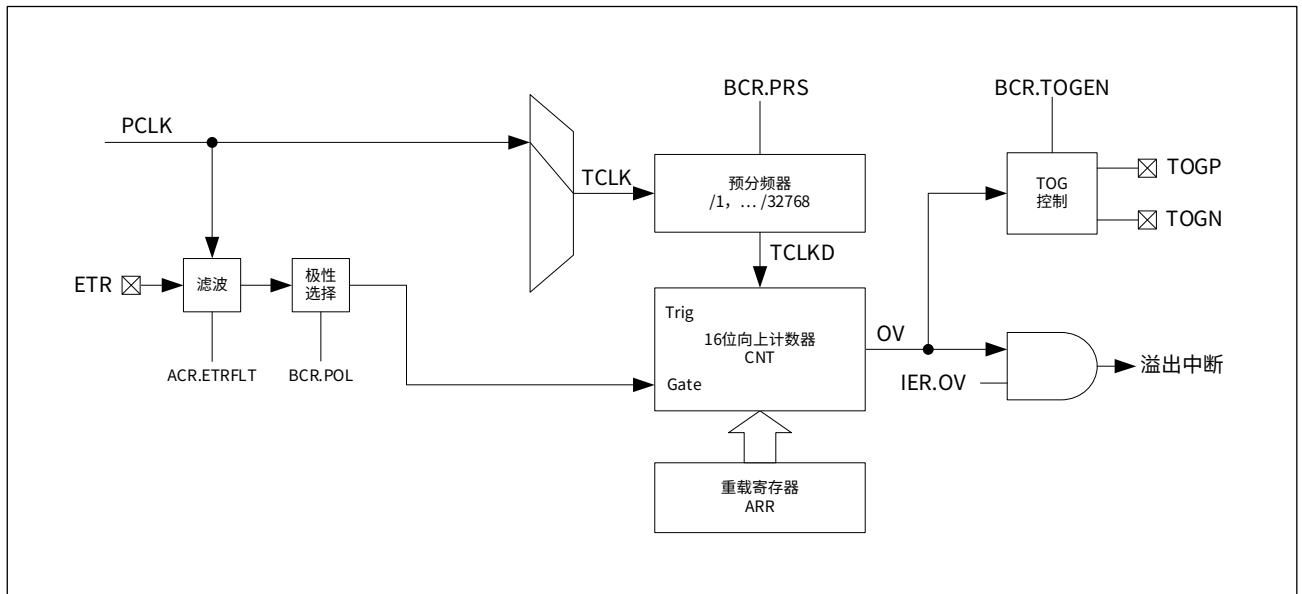 BCR.PRS
BCR.TOGEN
PCLK
TCLK
预分频器
/1，… /32768
TOG
控制
TOGP
TOGN
TCLKD
ETR
滤波
极性
选择
Trig
16位向上计数器
CNT
Gate
OV
ACR.ETRFLT
BCR.POL
IER.OV
溢出中断
重载寄存器
ARR